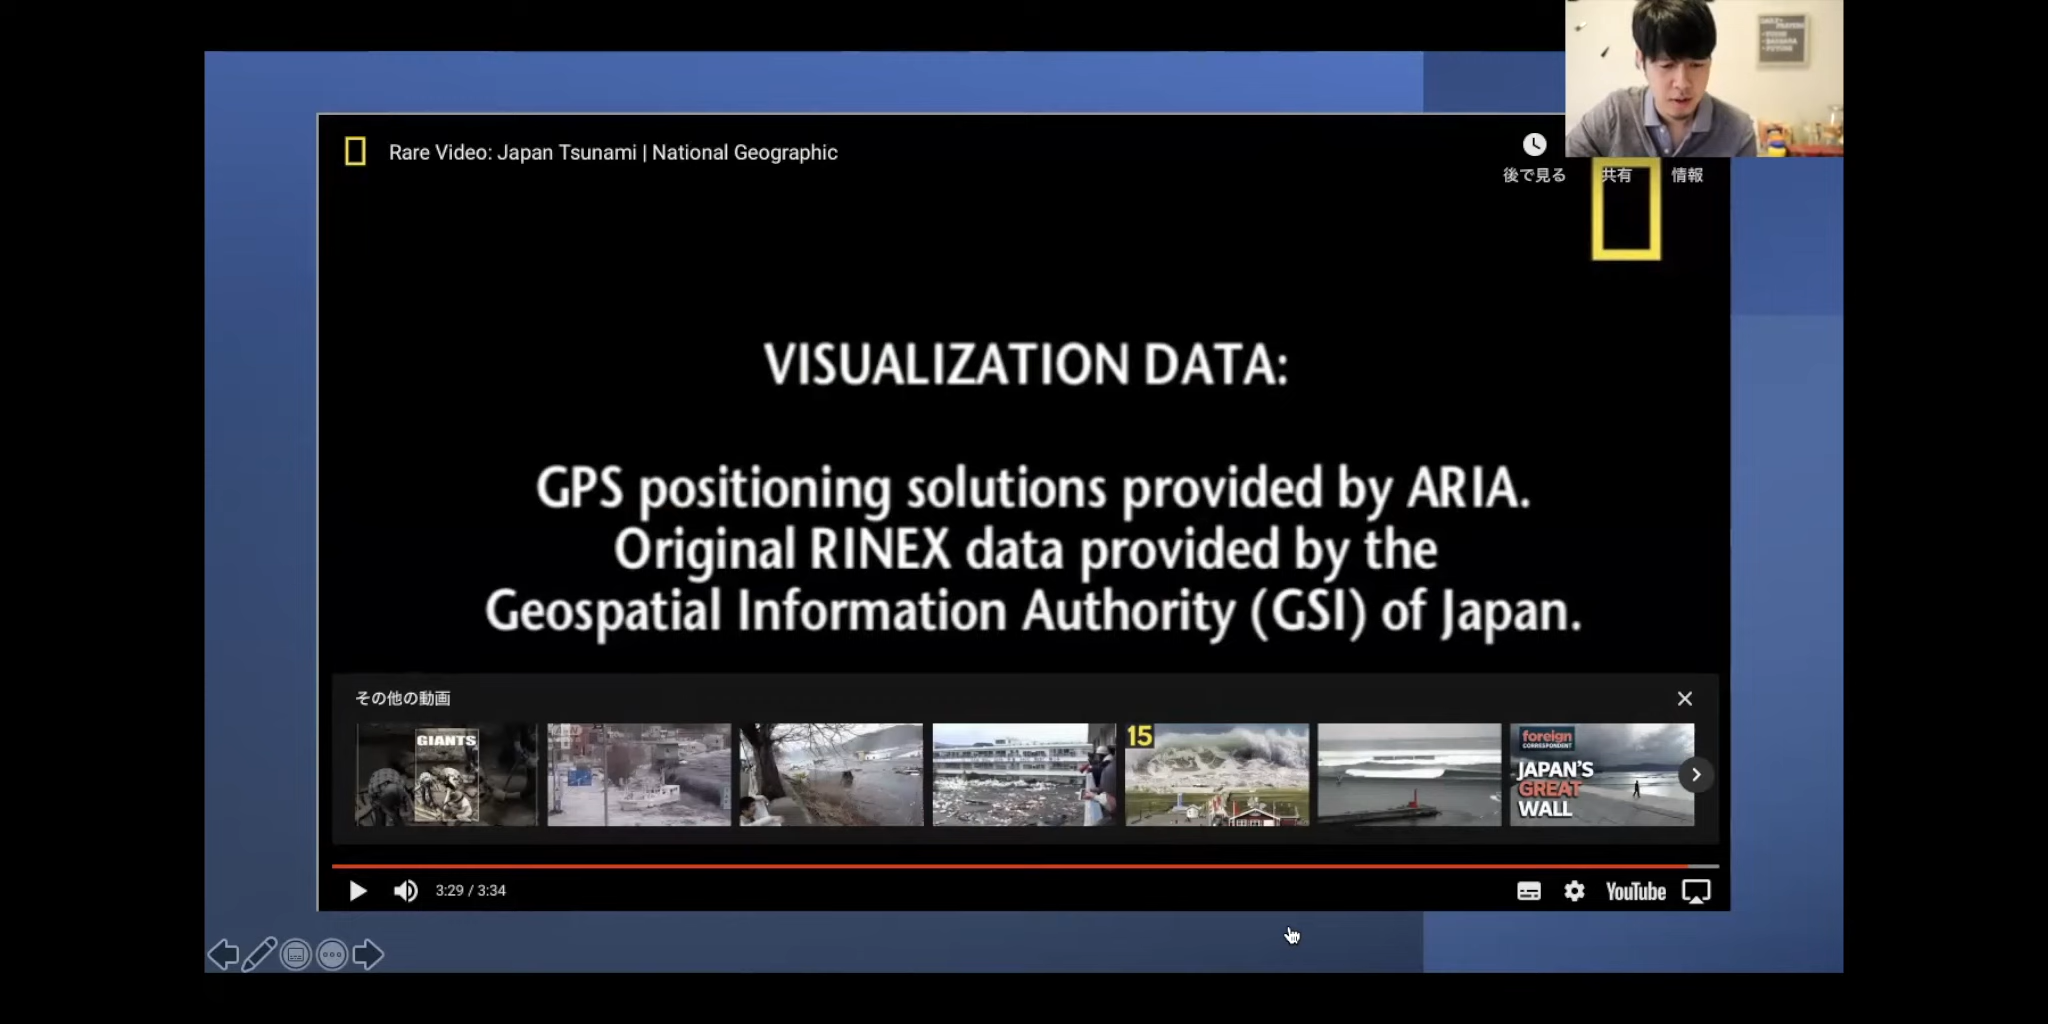 Rare Video: Japan Tsunami | National Geographic
後で見る
共有
情報
VISUALIZATION DATA:
GPS positioning solutions provided by ARIA.
Original RINEX data provided by the
Geospatial Information Authority (GSI) of Japan.
その他の動画
GIANTS
15
foreign
CORRESPONDENT
JAPAN'S
GREAT
WALL
3:29 / 3:34
YouTube